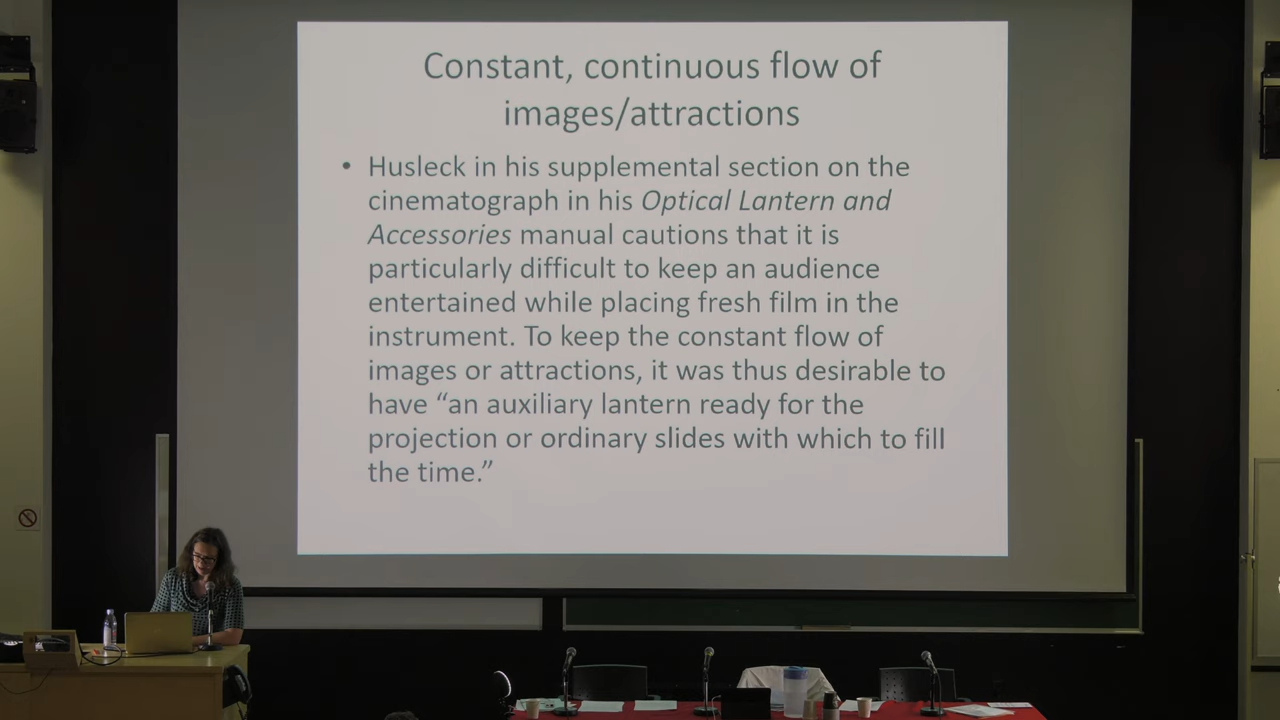 Constant, continuous flow of
images/attractions
• Husleck in his supplemental section on the
cinematograph in his Optical Lantern and
Accessories manual cautions that it is
particularly difficult to keep an audience
entertained while placing fresh film in the
instrument. To keep the constant flow of
images or attractions, it was thus desirable to
have “an auxiliary lantern ready for the
projection or ordinary slides with which to fill
the time.”